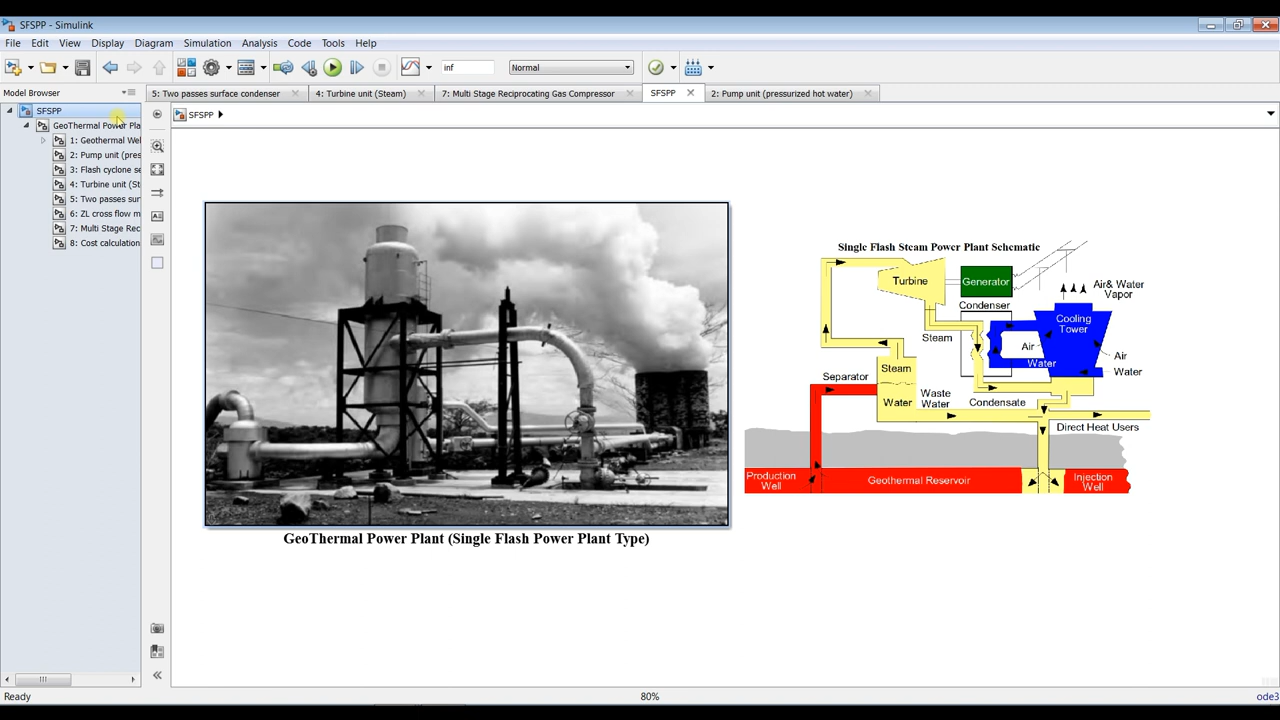 SFSPP - Simulink
File Edit View Display Diagram Simulation Analysis Code Tools Help
inf
Normal
Model Browser
5: Two passes surface condenser
4: Turbine unit (Steam)
7: Multi Stage Reciprocating Gas Compressor
SFSPP
2: Pump unit (pressurized hot water)
SFSPP
SFSPP
GeoThermal Power Pla
1: Geothermal Wel
2: Pump unit (pres
3: Flash cyclone se
4: Turbine unit (St
5: Two passes sur
6: ZL cross flow m
7: Multi Stage Rec
8: Cost calculation
Single Flash Steam Power Plant Schematic
Turbine
Generator
Air& Water
Vapor
Condenser
Cooling
Tower
Steam
Air
Air
Water
Water
Steam
Separator
Waste
Water
Water
Condensate
Direct Heat Users
Production
Well
Geothermal Reservoir
Injection
Well
GeoThermal Power Plant (Single Flash Power Plant Type)
Ready
80%
ode3